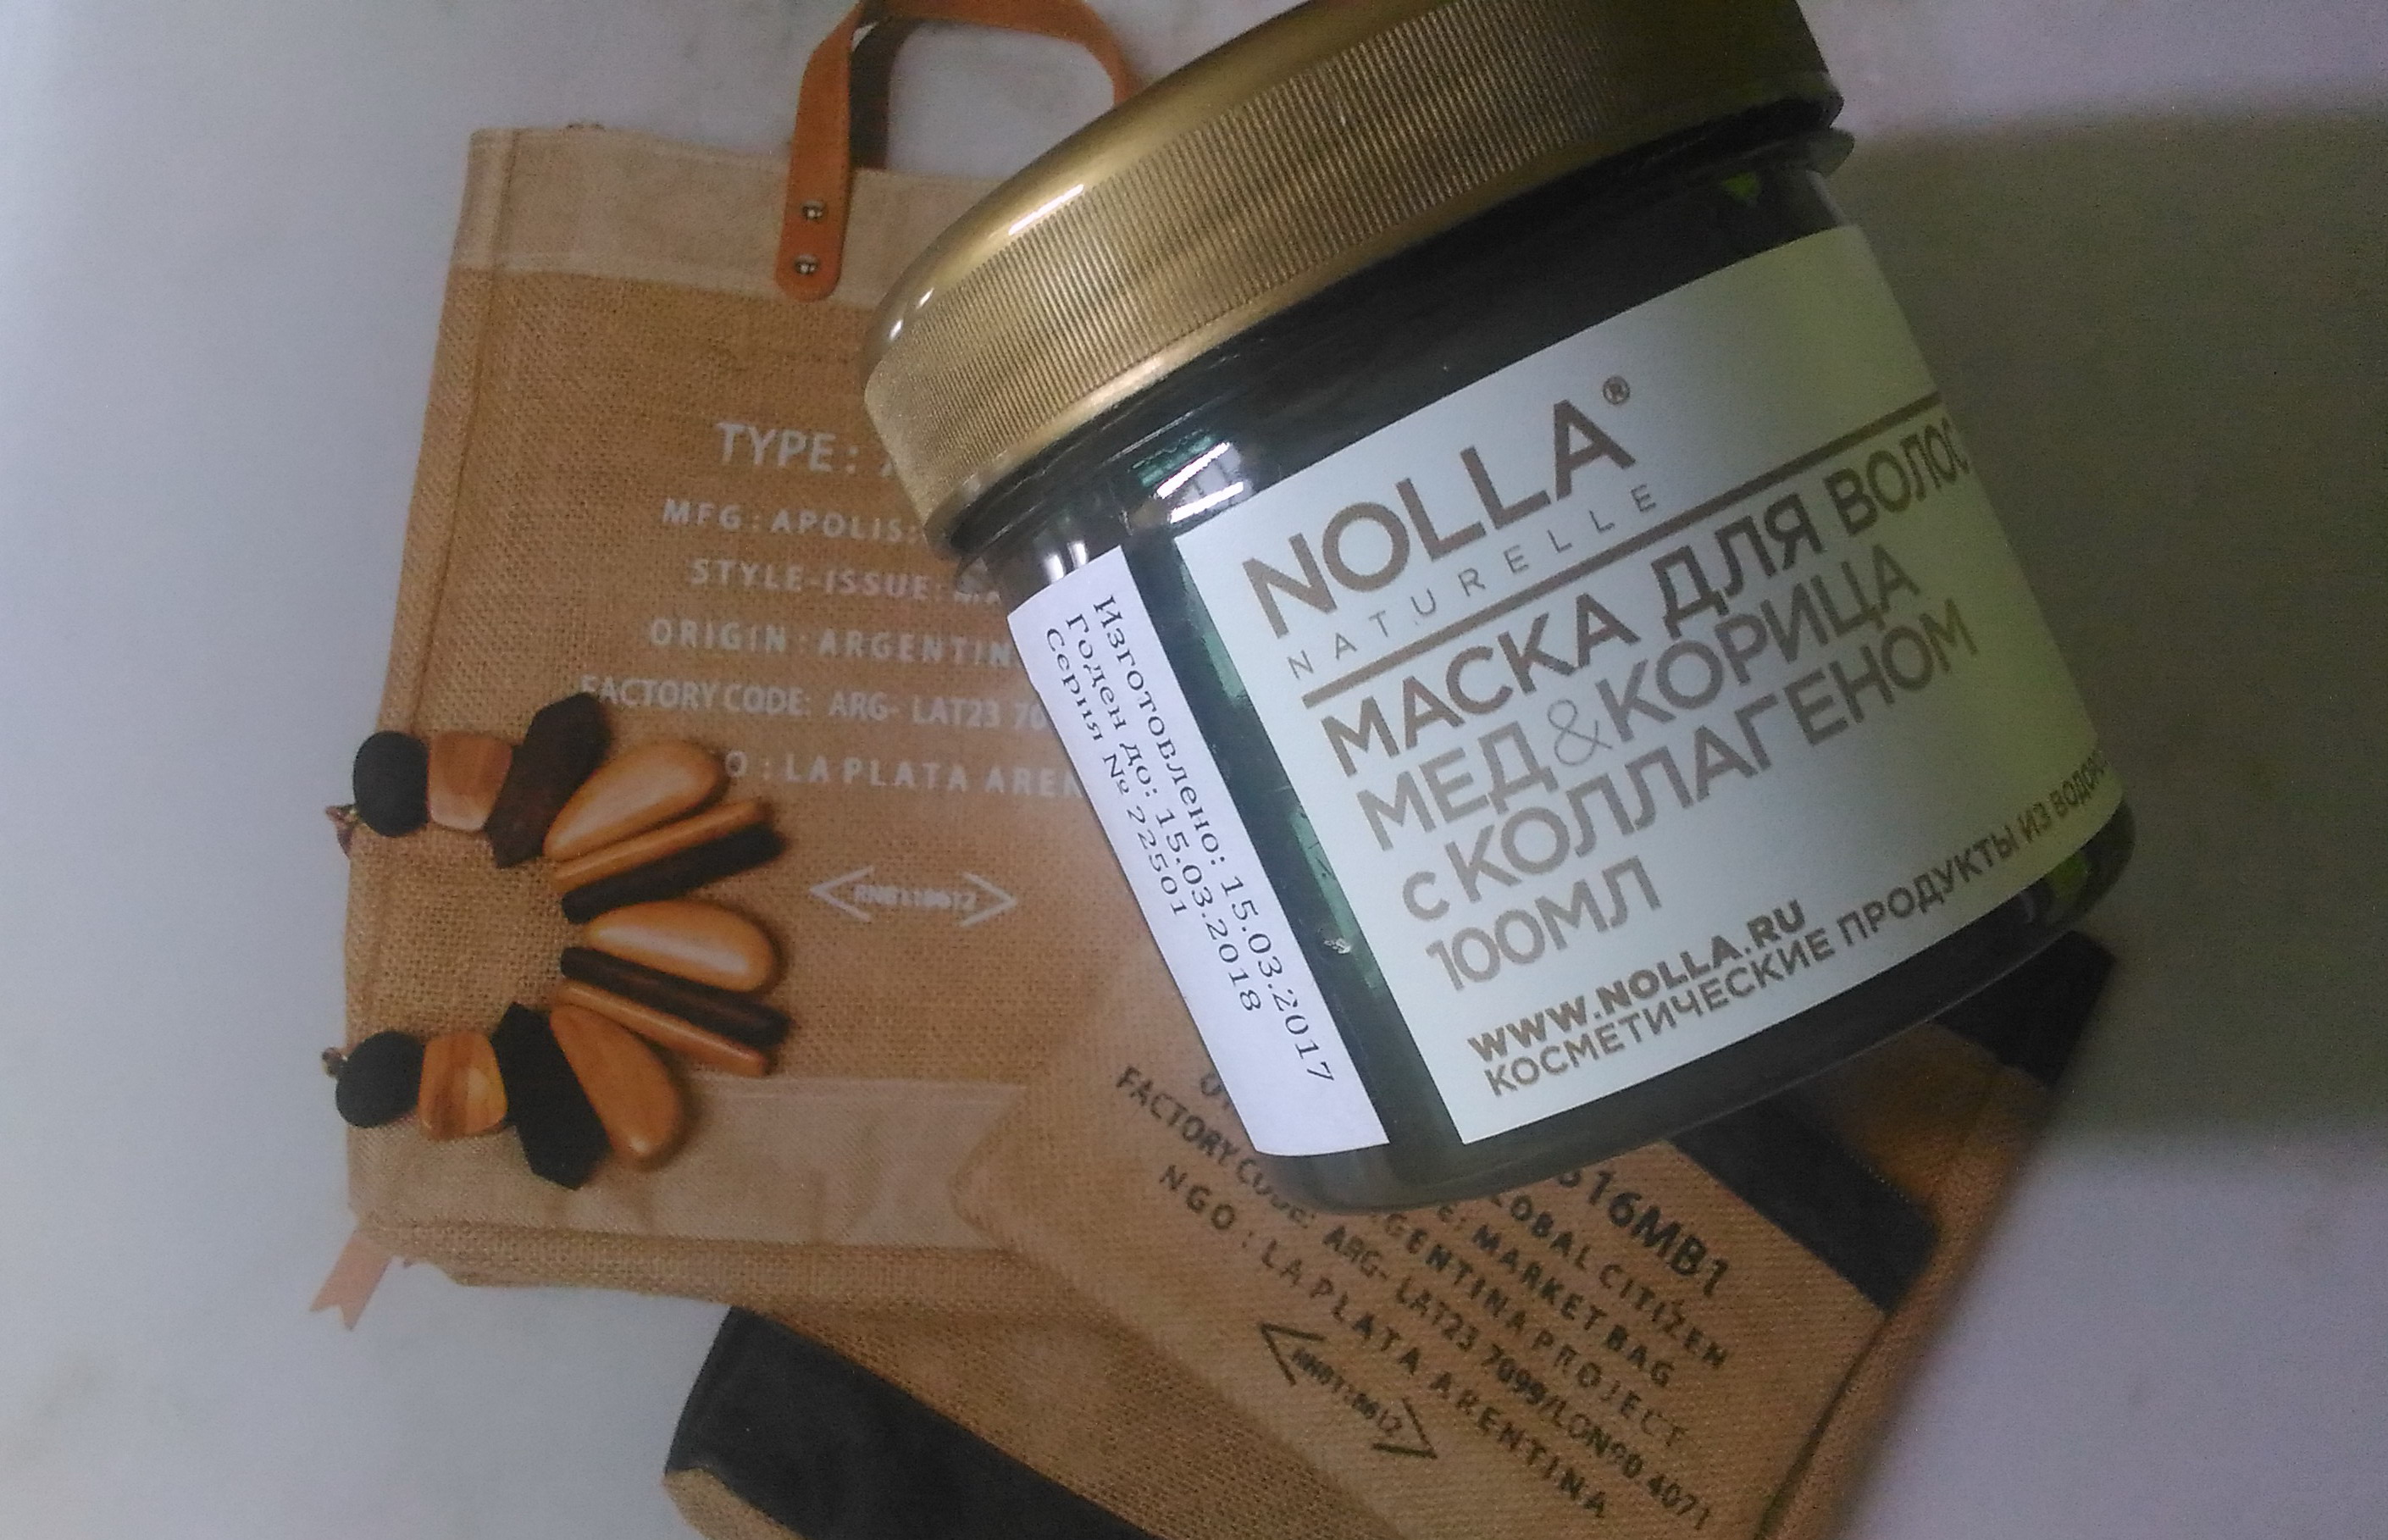 TYPE:
MFG: APOLIS:
STYLE-ISSUE:
ORIGIN: ARGENTIN
FACTORY CODE: ARG- LAT23 70
O: LA PLATA AREN
NOLLA®
NATURELLE
МАСКА ДЛЯ ВОЛОС
МЕД&КОРИЦА
с КОЛЛАГЕНОМ
100МЛ
WWW.NOLLA.RU
КОСМЕТИЧЕСКИЕ ПРОДУКТЫ ИЗ ВОДОРО
Изготовлено: 15.03.2017
Годен до: 15.03.2018
Серия № 22501
516MB1
LOBAL CITIZEN
E: MARKET BAG
GENTINA PROJECT
FACTORY CODE: ARG- LAT23 7099/LON90 4071
NGO: LA PLATA ARENTINA